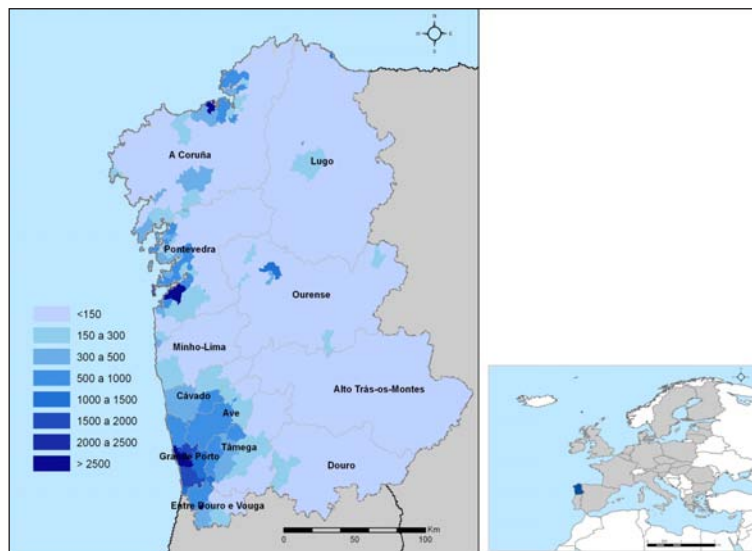 N
W
E
S
A Coruña
Lugo
Pontevedra
Ourense
Minho-Lima
Alto Trás-os-Montes
Cávado
Ave
Tâmega
Grande Porto
Douro
Entre Douro e Vouga
<150
150 a 300
300 a 500
500 a 1000
1000 a 1500
1500 a 2000
2000 a 2500
> 2500
Km
0
50
100